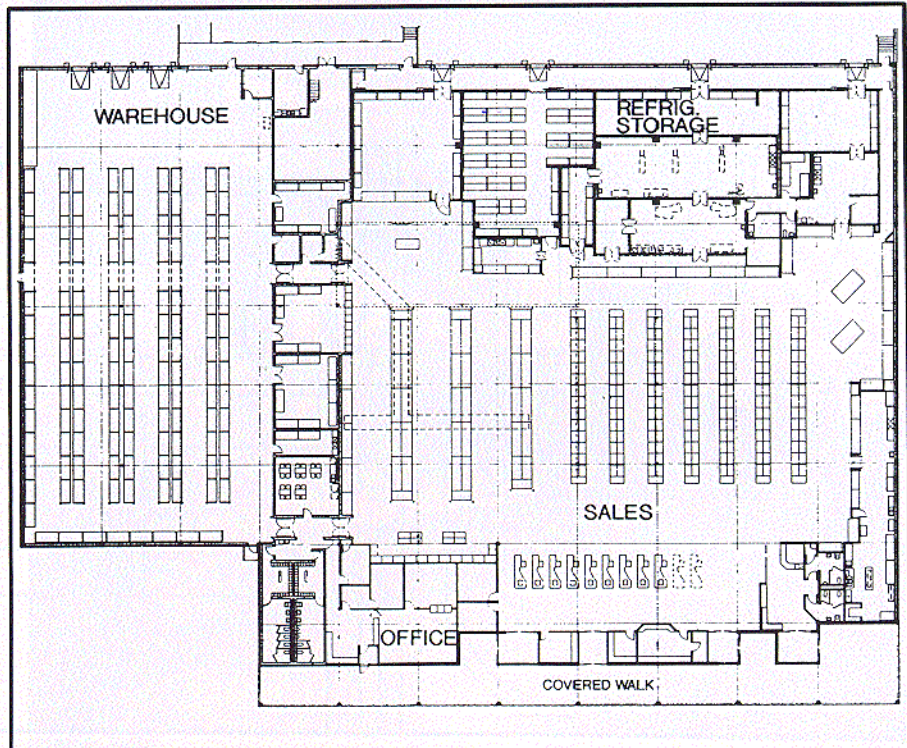 WAREHOUSE
REFRIG.
STORAGE
SALES
OFFICE
COVERED WALK